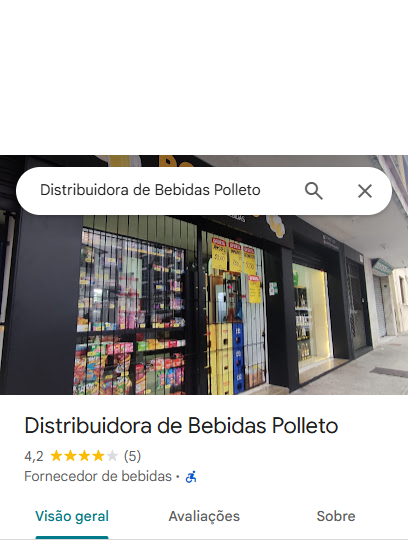 Distribuidora de Bebidas Polleto
Distribuidora de Bebidas Polleto
4,2 (5)
Fornecedor de bebidas ·
Visão geral
Avaliações
Sobre